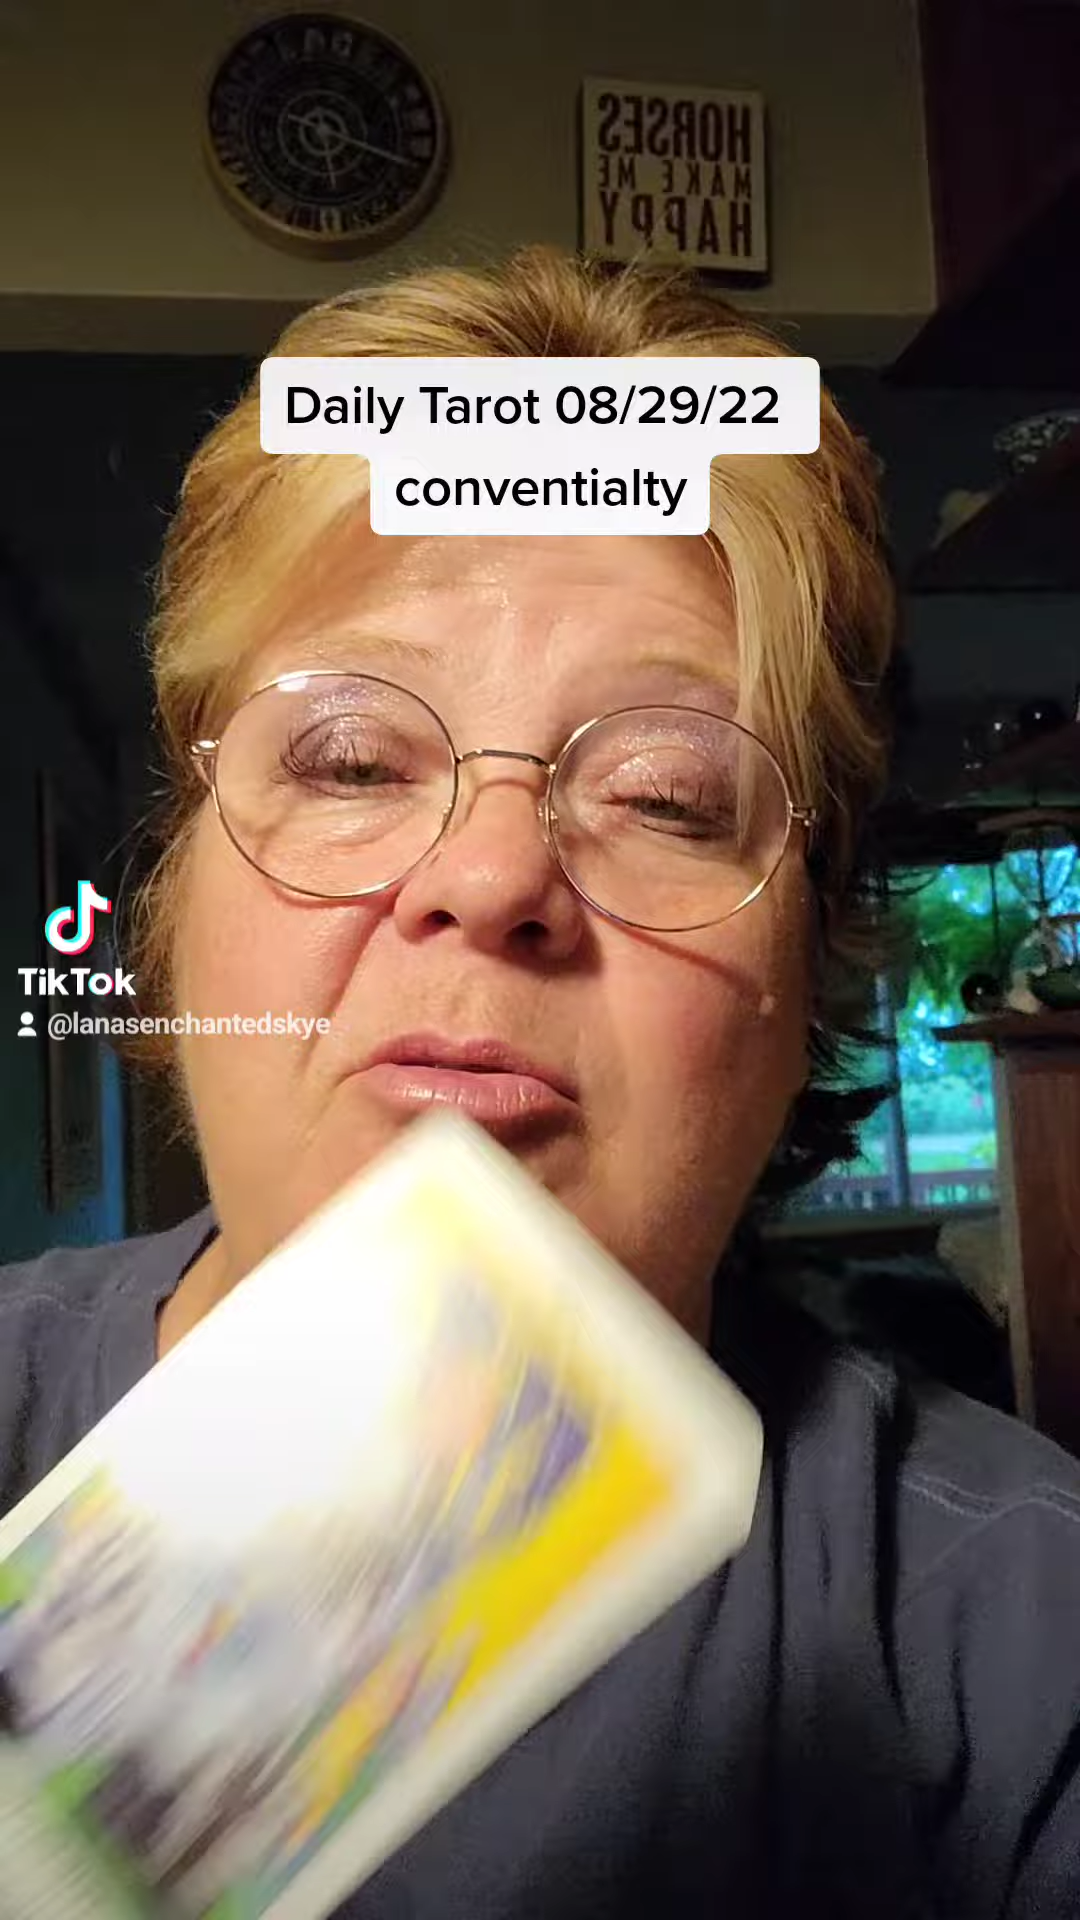 HORSES
MAKE ME
HAPPY
Daily Tarot 08/29/22
conventialty
TikTok
@lanasenchantedskye